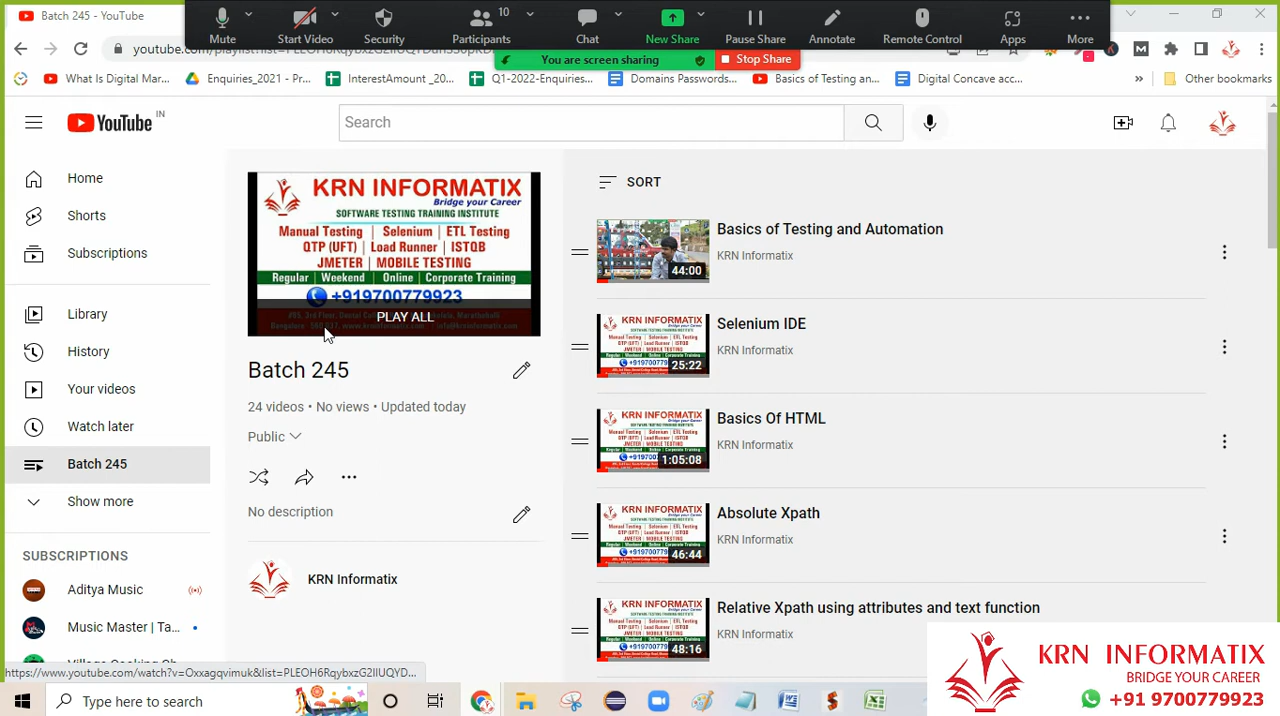 Batch 245 - YouTube
Mute
Start Video
Security
Participants
10
Chat
New Share
Pause Share
Annotate
Remote Control
Apps
More
You are screen sharing
Stop Share
What Is Digital Mar...
Enquiries_2021 - Pr...
InterestAmount _20...
Q1-2022-Enquiries...
Domains Passwords...
Basics of Testing and...
Digital Concave acc...
Other bookmarks
YouTube IN
Search
Home
Shorts
Subscriptions
Library
History
Your videos
Watch later
Batch 245
Show more
SUBSCRIPTIONS
Aditya Music
Music Master | Ta...
KRN INFORMATIX
Bridge your Career
SOFTWARE TESTING TRAINING INSTITUTE
Manual Testing | Selenium | ETL Testing
QTP (UFT) | Load Runner | ISTQB
JMETER | MOBILE TESTING
Regular | Weekend | Online | Corporate Training
+919700779923
PLAY ALL
Batch 245
24 videos • No views • Updated today
Public
No description
KRN Informatix
SORT
Basics of Testing and Automation
KRN Informatix
44:00
Selenium IDE
KRN Informatix
25:22
Basics Of HTML
KRN Informatix
1:05:08
Absolute Xpath
KRN Informatix
46:44
Relative Xpath using attributes and text function
KRN Informatix
48:16
Type here to search
KRN INFORMATIX
BRIDGE YOUR CAREER
+91 9700779923